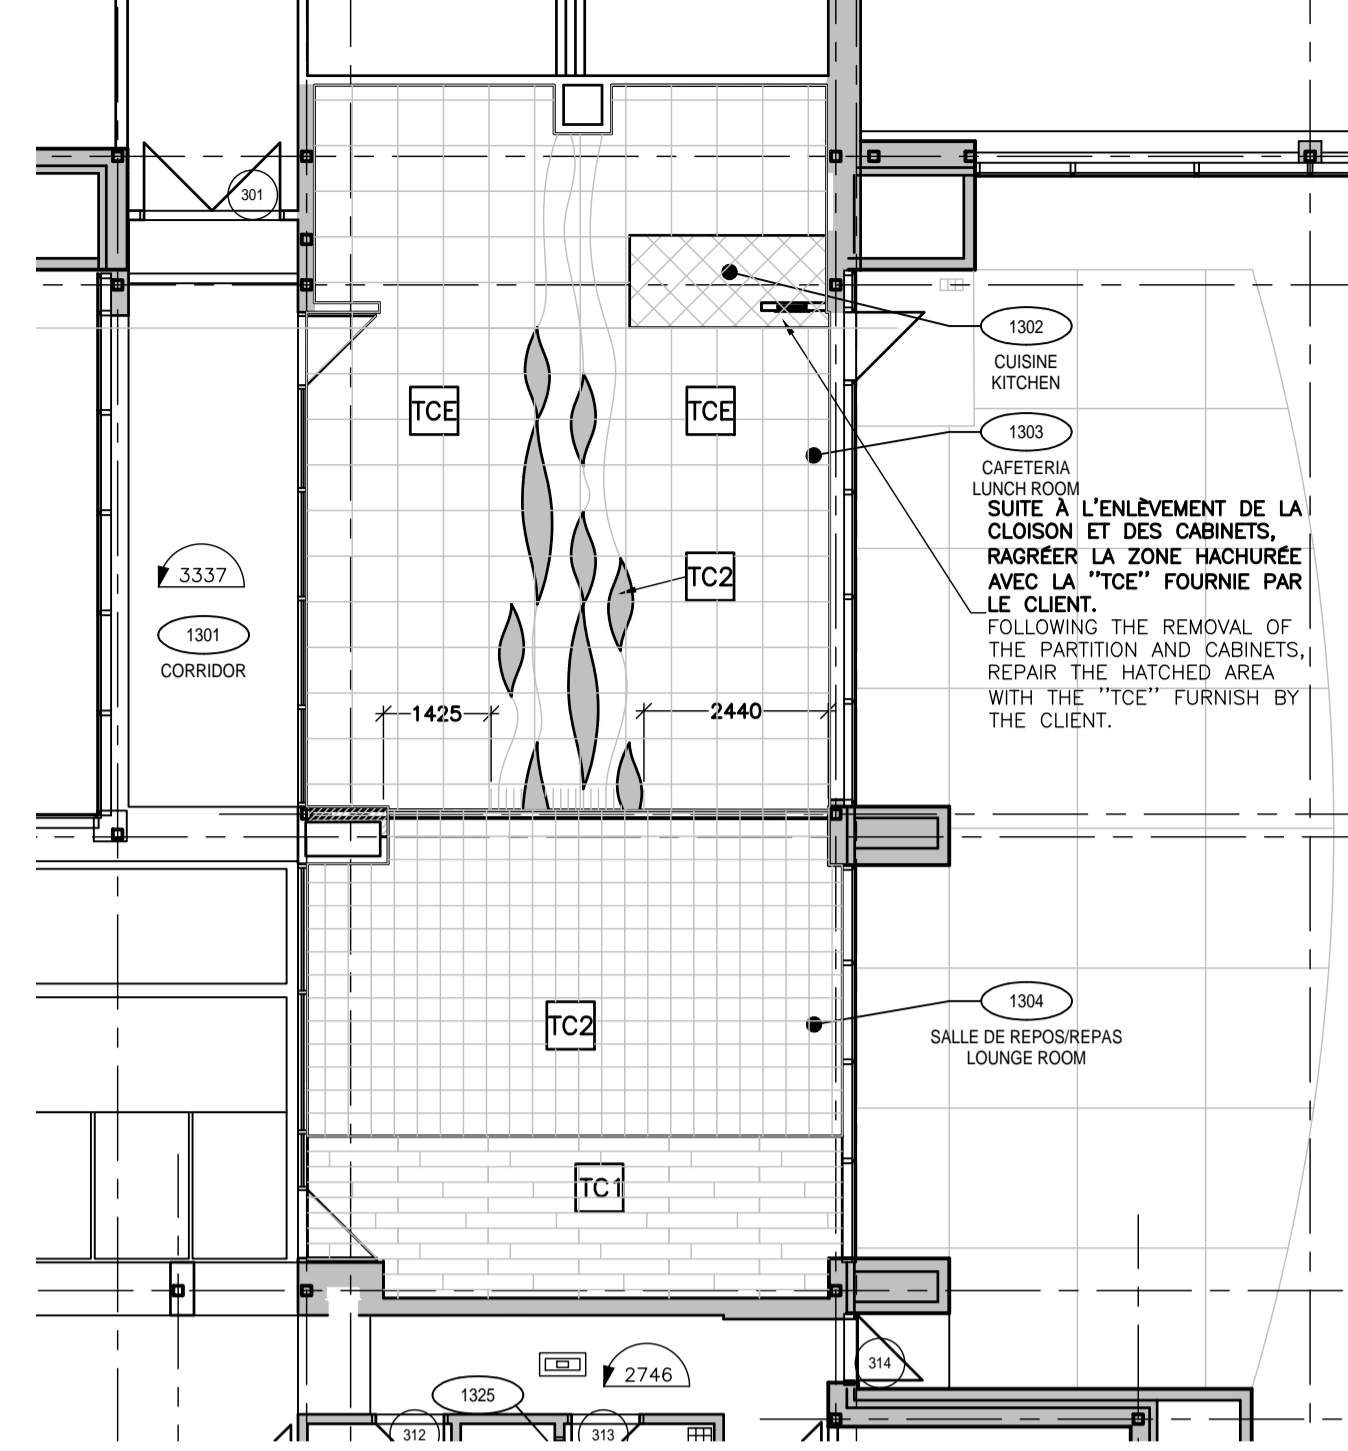 301
1302
CUISINE
KITCHEN
TCE
TCE
1303
CAFETERIA
LUNCH ROOM
SUITE À L'ENLÈVEMENT DE LA
CLOISON ET DES CABINETS,
RAGRÉER LA ZONE HACHURÉE
AVEC LA ''TCE'' FOURNIE PAR
LE CLIENT.
FOLLOWING THE REMOVAL OF
THE PARTITION AND CABINETS,
REPAIR THE HATCHED AREA
WITH THE ''TCE'' FURNISH BY
THE CLIENT.
3337
TC2
1301
CORRIDOR
1425
2440
TC2
1304
SALLE DE REPOS/REPAS
LOUNGE ROOM
TC1
314
2746
1325
312
313